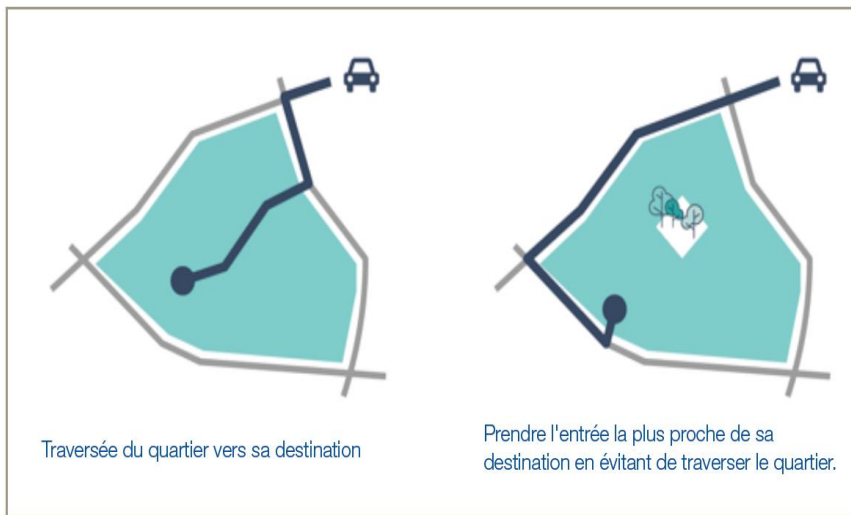 Traversée du quartier vers sa destination
Prendre l'entrée la plus proche de sa
destination en évitant de traverser le quartier.